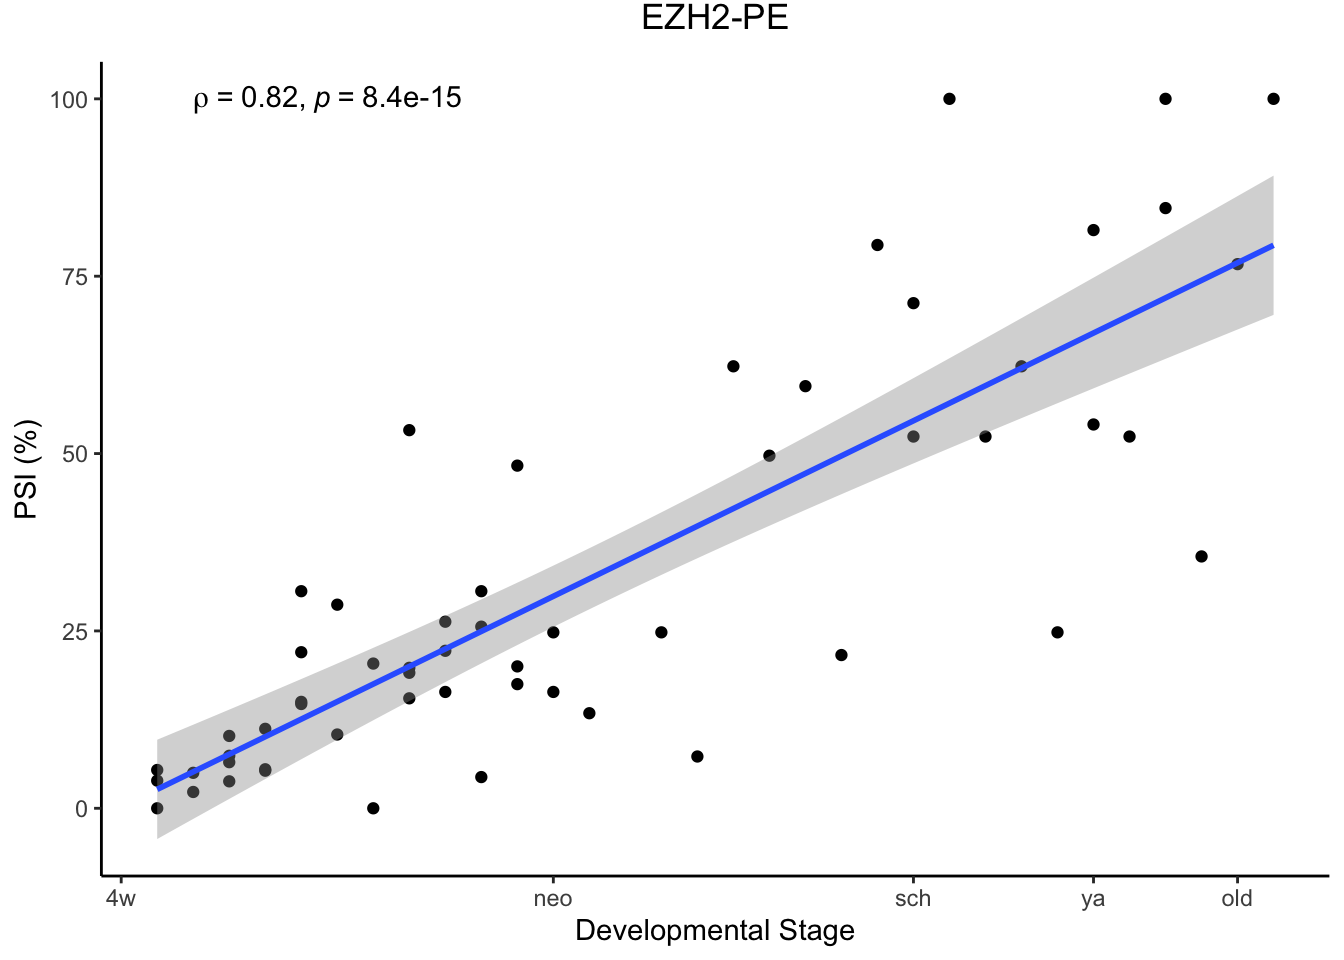 EZH2-PE
ρ = 0.82, p = 8.4e-15
100
75
50
25
0
PSI (%)
4w neo sch ya old
Developmental Stage